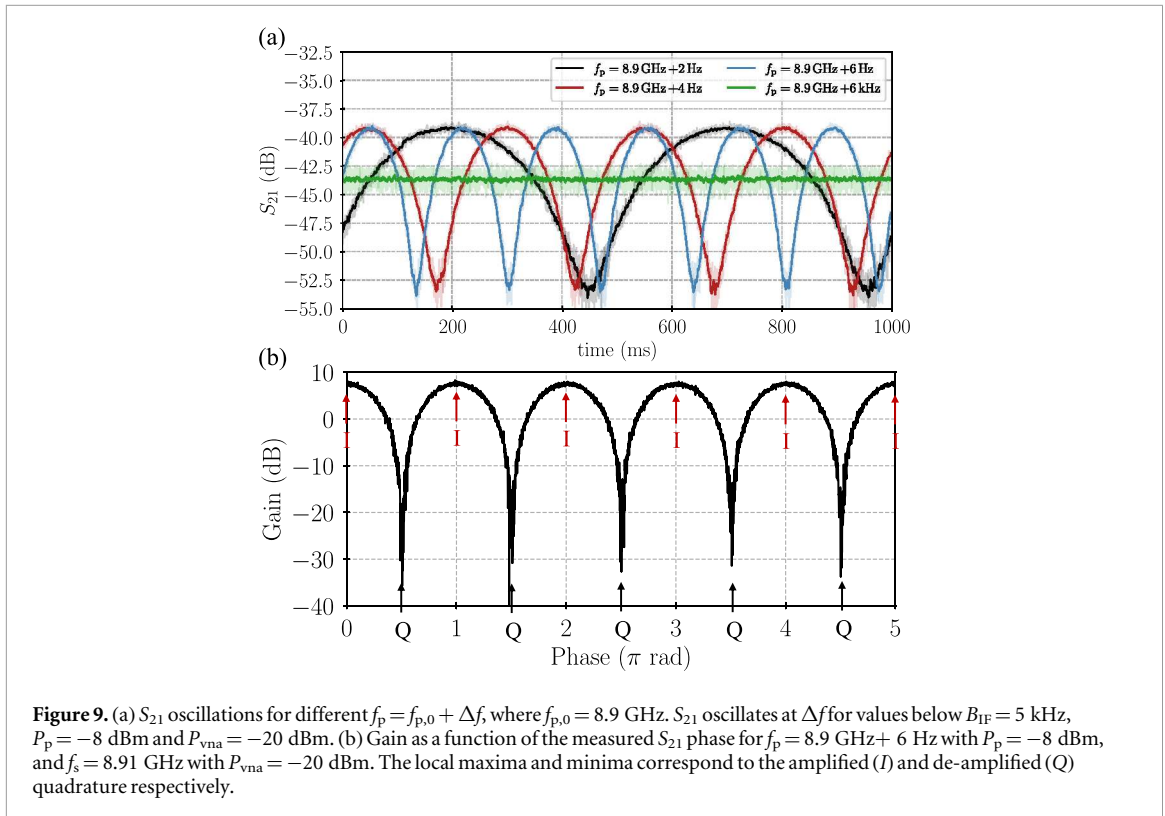 (a)
−32.5
−35.0
−37.5
−40.0
−42.5
−45.0
−47.5
−50.0
−52.5
−55.0
S₂₁ (dB)
fₚ = 8.9 GHz+2 Hz
fₚ = 8.9 GHz+4 Hz
fₚ = 8.9 GHz+6 Hz
fₚ = 8.9 GHz+6 kHz
0 200 400 600 800 1000
time (ms)
(b)
10
0
−10
−20
−30
−40
Gain (dB)
I I I I I I
0 Q 1 Q 2 Q 3 Q 4 Q 5
Phase (π rad)
Figure 9. (a) S₂₁ oscillations for different fₚ = fₚ,₀ + Δf, where fₚ,₀ = 8.9 GHz. S₂₁ oscillates at Δf for values below B_IF = 5 kHz,
Pₚ = −8 dBm and P_vna = −20 dBm. (b) Gain as a function of the measured S₂₁ phase for fₚ = 8.9 GHz+ 6 Hz with Pₚ = −8 dBm,
and fₛ = 8.91 GHz with P_vna = −20 dBm. The local maxima and minima correspond to the amplified (I) and de-amplified (Q)
quadrature respectively.